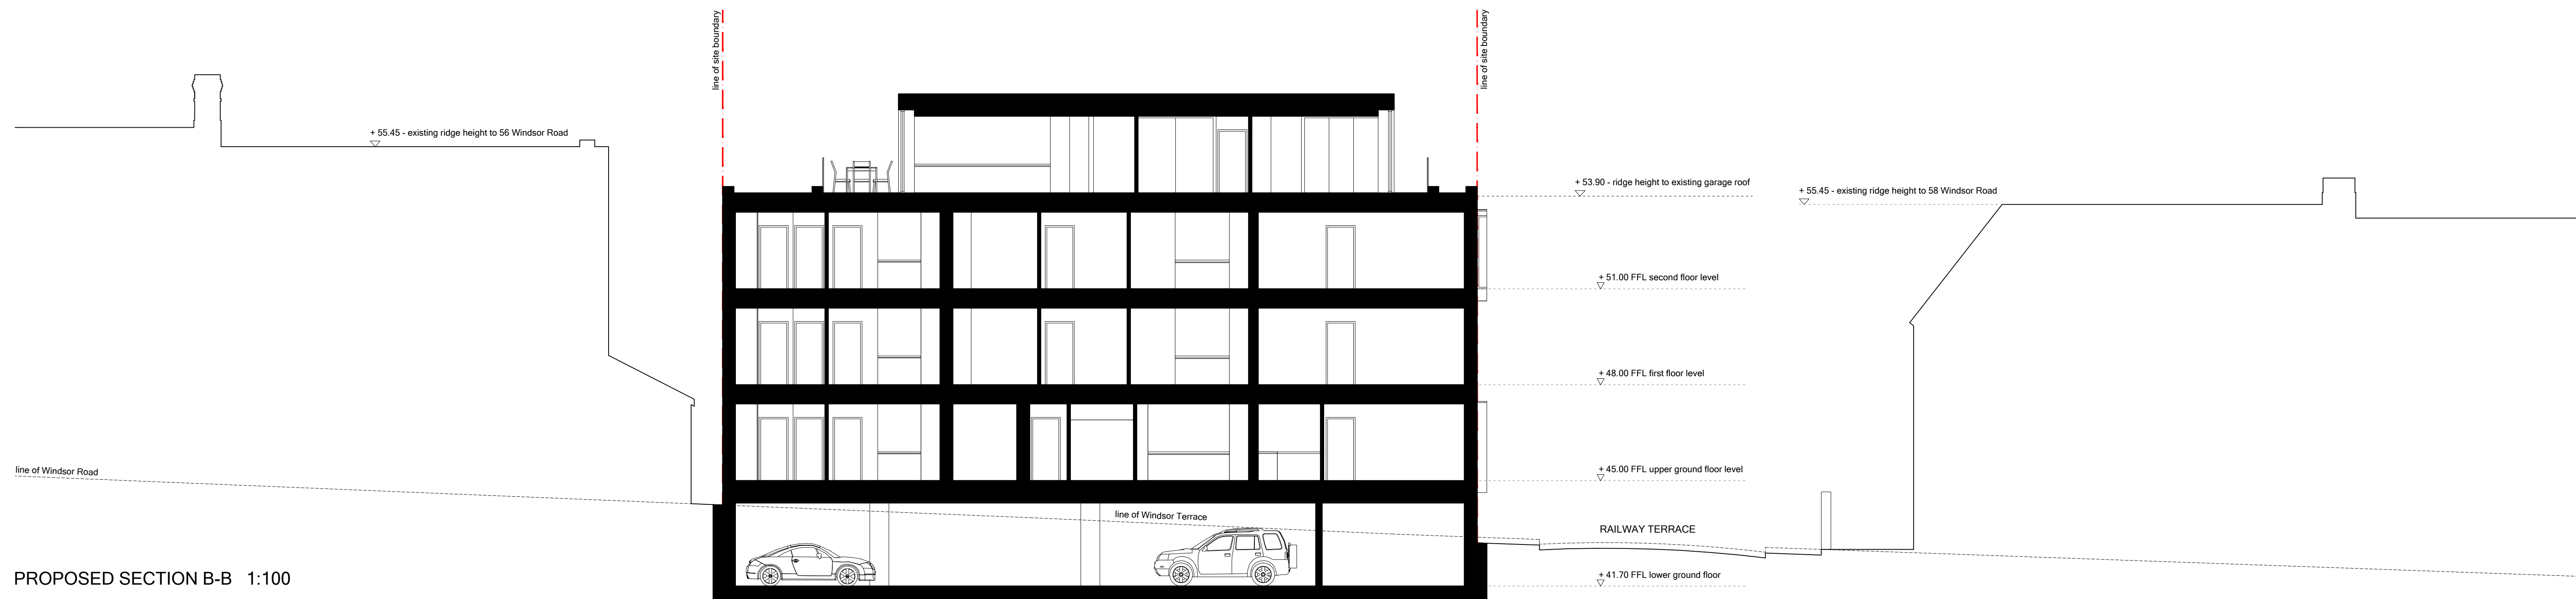 line of site boundary
line of site boundary
+ 55.45 - existing ridge height to 56 Windsor Road
+ 53.90 - ridge height to existing garage roof
+ 55.45 - existing ridge height to 58 Windsor Road
+ 51.00 FFL second floor level
+ 48.00 FFL first floor level
line of Windsor Road
+ 45.00 FFL upper ground floor level
line of Windsor Terrace
RAILWAY TERRACE
PROPOSED SECTION B-B 1:100
+ 41.70 FFL lower ground floor